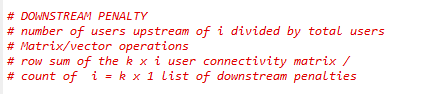 # DOWNSTREAM PENALTY
# number of users upstream of i divided by total users
# Matrix/vector operations
# row sum of the k x i user connectivity matrix /
# count of  i = k x 1 list of downstream penalties